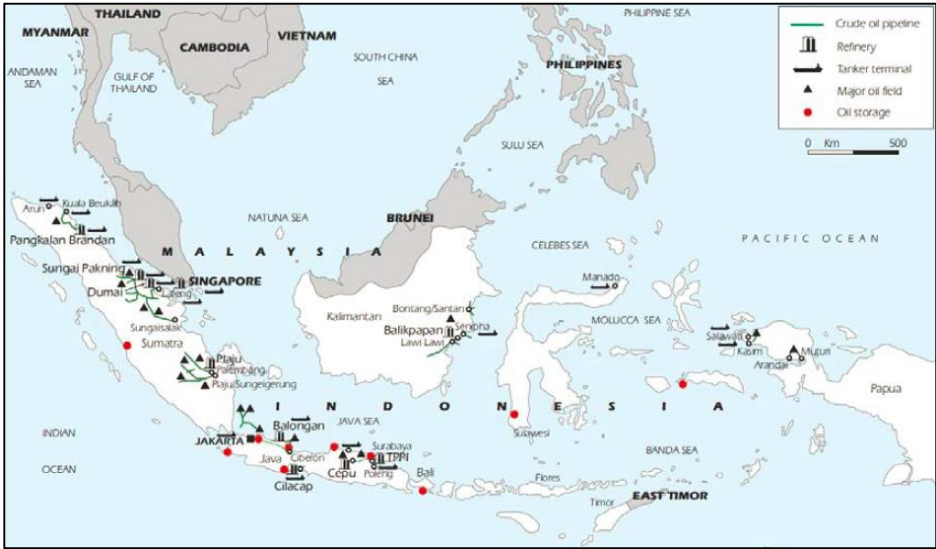 THAILAND
MYANMAR
CAMBODIA
VIETNAM
ANDAMAN
SEA
GULF OF
THAILAND
SOUTH CHINA
SEA
PHILIPPINE SEA
PHILIPPINES
SULU SEA
Crude oil pipeline
Refinery
Tanker terminal
Major oil field
Oil storage
0 Km 500
Arun
Kuala Beukah
Pangkalan Brandan
NATUNA SEA
BRUNEI
MALAYSIA
CELEBES SEA
PACIFIC OCEAN
Sungai Pakning
SINGAPORE
Dumai
Lalang
Sungaisalak
Sumatra
Kalimantan
Bontang/Santan
Balikpapan
Senipha
Lawi Lawi
Manado
MOLUCCA SEA
Salawati
Kasim
Arandai
Muturi
Papua
Plaju
Palembang
Plaju/Sungeigerung
INDONESIA
INDIAN
OCEAN
JAKARTA
Balongan
JAVA SEA
Java
Ciberon
Cilacap
Cepu
Surabaya
TPPI
Poleng
Bali
Sulawesi
BANDA SEA
Flores
Timor
EAST TIMOR